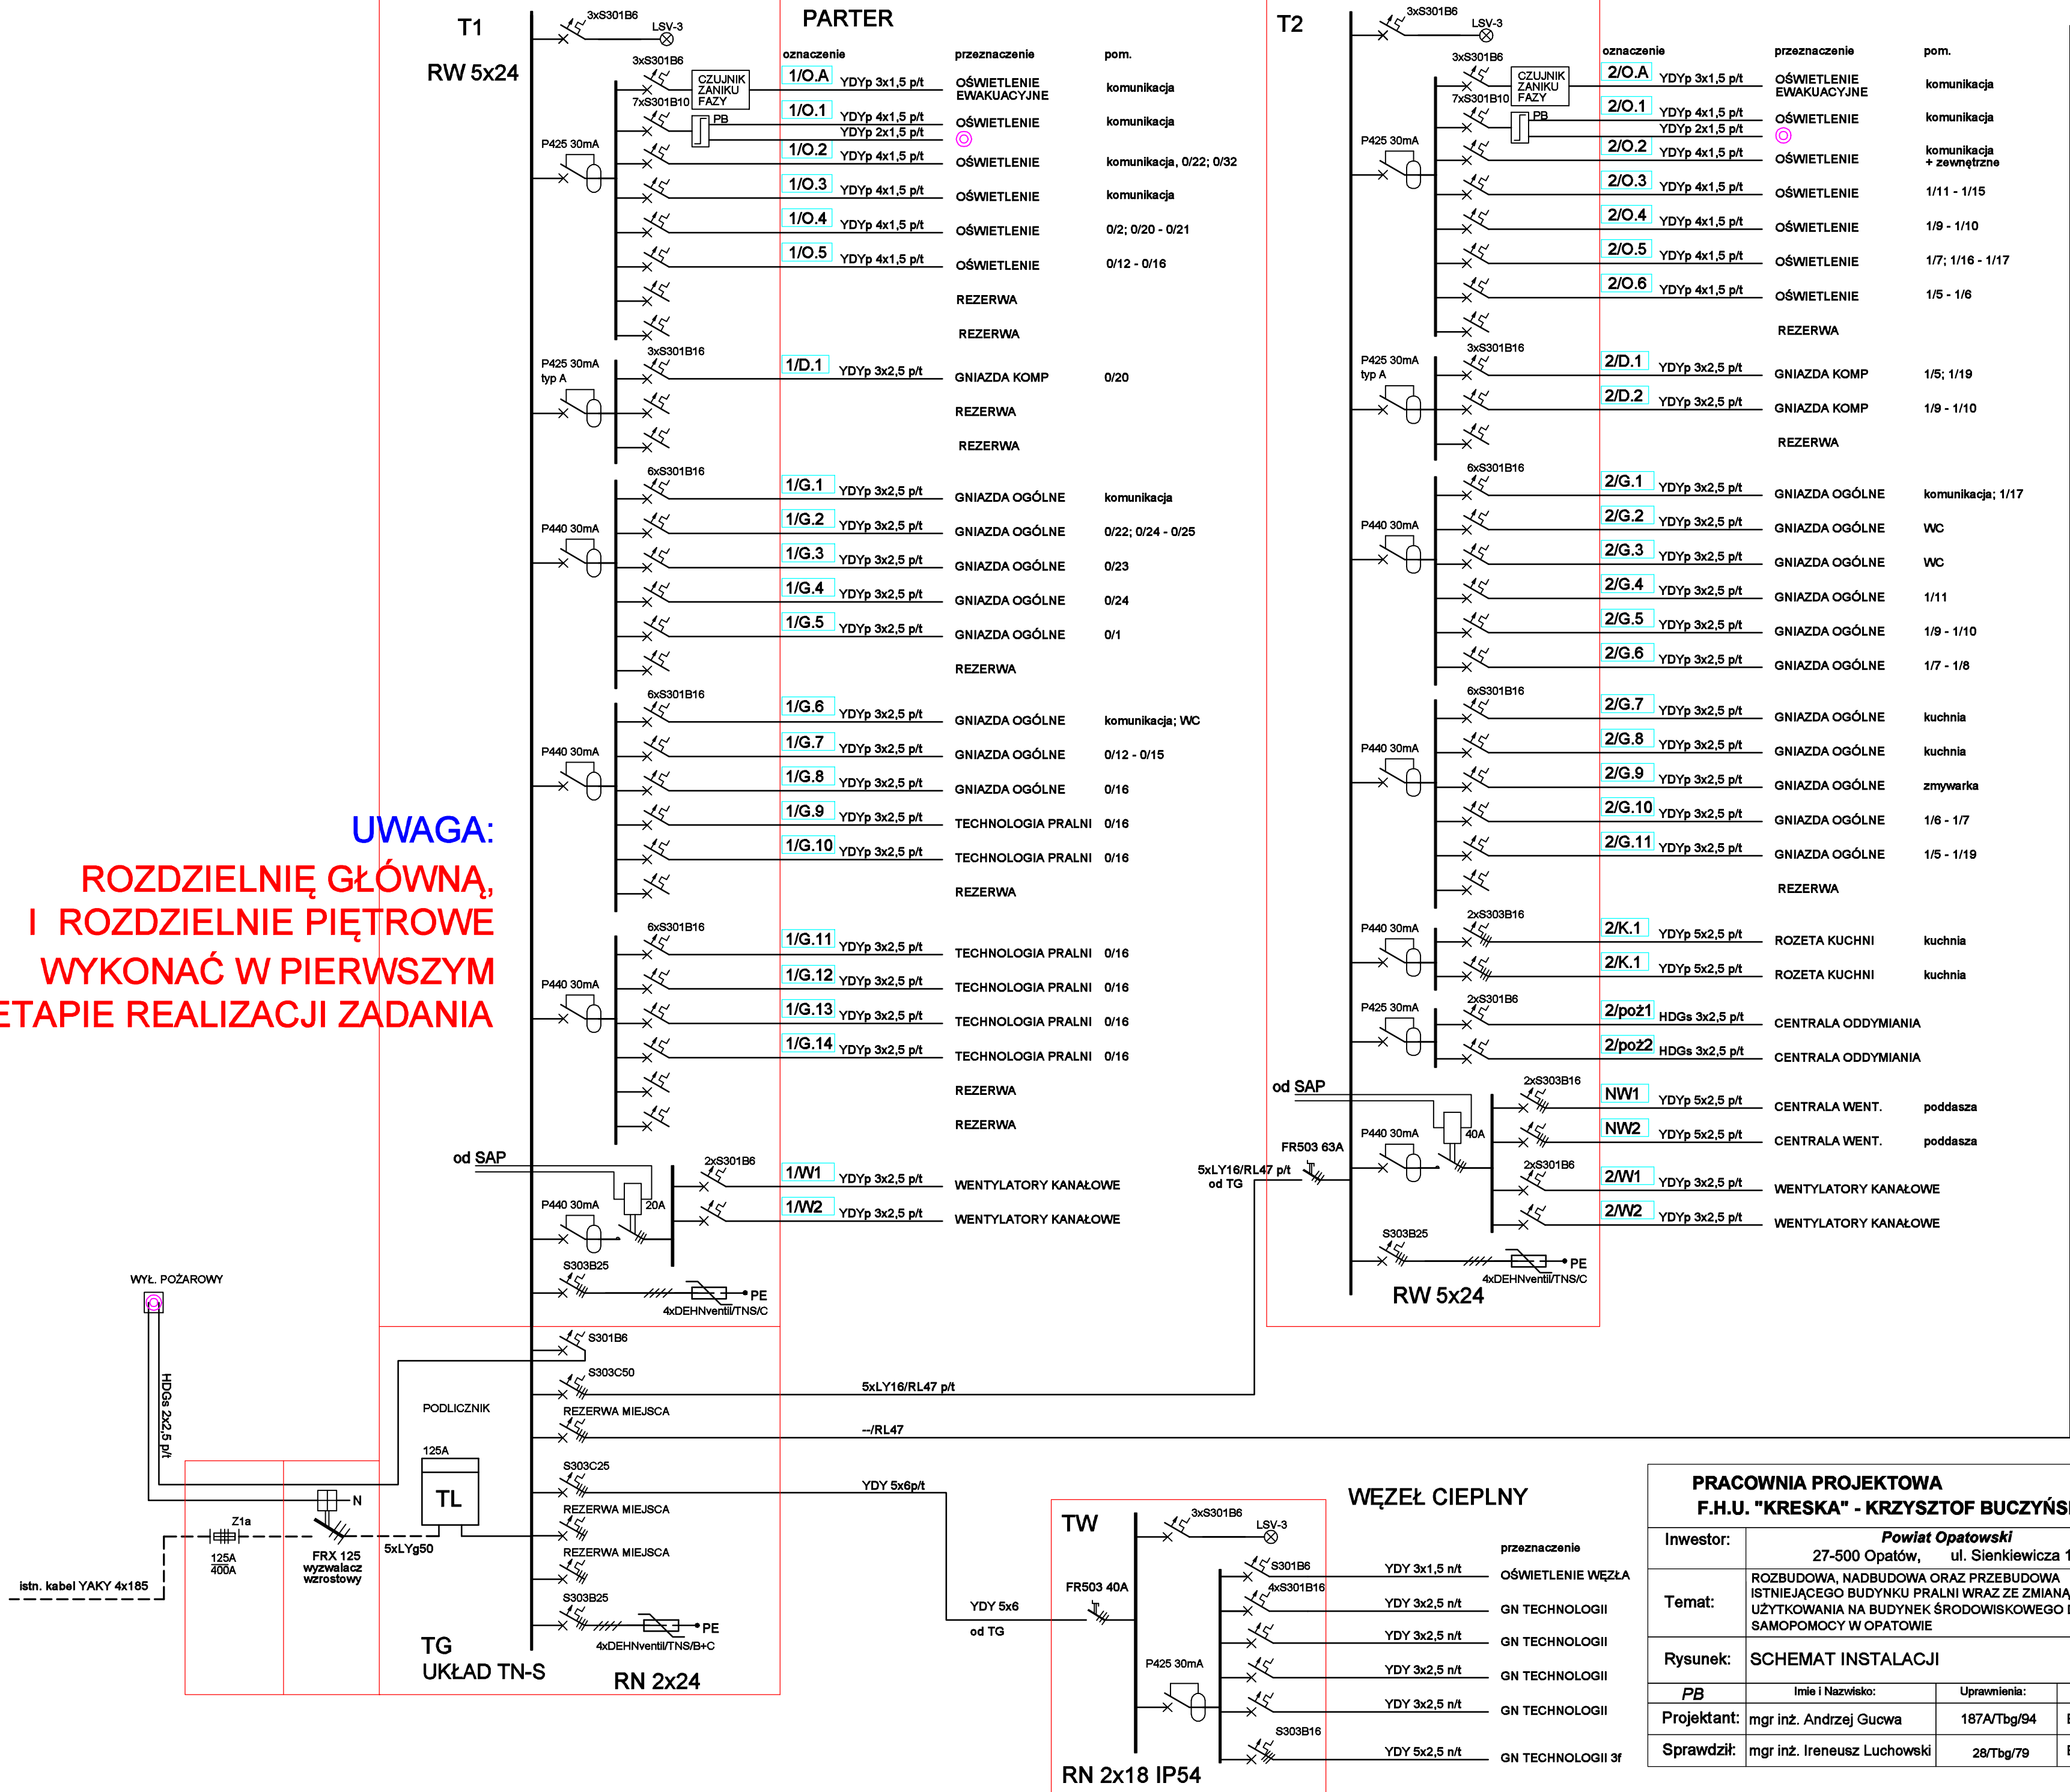 T1
RW 5x24
3xS301B6
LSV-3
PARTER
oznaczenie przeznaczenie pom.
3xS301B6
CZUJNIK
ZANIKU
FAZY
1/O.A YDYp 3x1,5 p/t OŚWIETLENIE EWAKUACYJNE komunikacja
7xS301B10
PB
1/O.1 YDYp 4x1,5 p/t OŚWIETLENIE komunikacja
YDYp 2x1,5 p/t
P425 30mA
1/O.2 YDYp 4x1,5 p/t OŚWIETLENIE komunikacja, 0/22; 0/32
1/O.3 YDYp 4x1,5 p/t OŚWIETLENIE komunikacja
1/O.4 YDYp 4x1,5 p/t OŚWIETLENIE 0/2; 0/20 - 0/21
1/O.5 YDYp 4x1,5 p/t OŚWIETLENIE 0/12 - 0/16
REZERWA
REZERWA
P425 30mA
typ A
3xS301B16
1/D.1 YDYp 3x2,5 p/t GNIAZDA KOMP 0/20
REZERWA
REZERWA
6xS301B16
P440 30mA
1/G.1 YDYp 3x2,5 p/t GNIAZDA OGÓLNE komunikacja
1/G.2 YDYp 3x2,5 p/t GNIAZDA OGÓLNE 0/22; 0/24 - 0/25
1/G.3 YDYp 3x2,5 p/t GNIAZDA OGÓLNE 0/23
1/G.4 YDYp 3x2,5 p/t GNIAZDA OGÓLNE 0/24
1/G.5 YDYp 3x2,5 p/t GNIAZDA OGÓLNE 0/1
REZERWA
6xS301B16
P440 30mA
1/G.6 YDYp 3x2,5 p/t GNIAZDA OGÓLNE komunikacja; WC
1/G.7 YDYp 3x2,5 p/t GNIAZDA OGÓLNE 0/12 - 0/15
1/G.8 YDYp 3x2,5 p/t GNIAZDA OGÓLNE 0/16
1/G.9 YDYp 3x2,5 p/t TECHNOLOGIA PRALNI 0/16
1/G.10 YDYp 3x2,5 p/t TECHNOLOGIA PRALNI 0/16
REZERWA
6xS301B16
P440 30mA
1/G.11 YDYp 3x2,5 p/t TECHNOLOGIA PRALNI 0/16
1/G.12 YDYp 3x2,5 p/t TECHNOLOGIA PRALNI 0/16
1/G.13 YDYp 3x2,5 p/t TECHNOLOGIA PRALNI 0/16
1/G.14 YDYp 3x2,5 p/t TECHNOLOGIA PRALNI 0/16
REZERWA
REZERWA
od SAP
2xS301B6
P440 30mA
20A
1/W1 YDYp 3x2,5 p/t WENTYLATORY KANAŁOWE
1/W2 YDYp 3x2,5 p/t WENTYLATORY KANAŁOWE
S303B25
PE
4xDEHNventil/TNS/C
UWAGA:
ROZDZIELNIĘ GŁÓWNĄ,
I ROZDZIELNIE PIĘTROWE
WYKONAĆ W PIERWSZYM
ETAPIE REALIZACJI ZADANIA
T2
3xS301B6
LSV-3
oznaczenie przeznaczenie pom.
3xS301B6
CZUJNIK
ZANIKU
FAZY
2/O.A YDYp 3x1,5 p/t OŚWIETLENIE EWAKUACYJNE komunikacja
7xS301B10
PB
2/O.1 YDYp 4x1,5 p/t OŚWIETLENIE komunikacja
YDYp 2x1,5 p/t
P425 30mA
2/O.2 YDYp 4x1,5 p/t OŚWIETLENIE komunikacja + zewnętrzne
2/O.3 YDYp 4x1,5 p/t OŚWIETLENIE 1/11 - 1/15
2/O.4 YDYp 4x1,5 p/t OŚWIETLENIE 1/9 - 1/10
2/O.5 YDYp 4x1,5 p/t OŚWIETLENIE 1/7; 1/16 - 1/17
2/O.6 YDYp 4x1,5 p/t OŚWIETLENIE 1/5 - 1/6
REZERWA
P425 30mA
typ A
3xS301B16
2/D.1 YDYp 3x2,5 p/t GNIAZDA KOMP 1/5; 1/19
2/D.2 YDYp 3x2,5 p/t GNIAZDA KOMP 1/9 - 1/10
REZERWA
6xS301B16
P440 30mA
2/G.1 YDYp 3x2,5 p/t GNIAZDA OGÓLNE komunikacja; 1/17
2/G.2 YDYp 3x2,5 p/t GNIAZDA OGÓLNE WC
2/G.3 YDYp 3x2,5 p/t GNIAZDA OGÓLNE WC
2/G.4 YDYp 3x2,5 p/t GNIAZDA OGÓLNE 1/11
2/G.5 YDYp 3x2,5 p/t GNIAZDA OGÓLNE 1/9 - 1/10
2/G.6 YDYp 3x2,5 p/t GNIAZDA OGÓLNE 1/7 - 1/8
6xS301B16
P440 30mA
2/G.7 YDYp 3x2,5 p/t GNIAZDA OGÓLNE kuchnia
2/G.8 YDYp 3x2,5 p/t GNIAZDA OGÓLNE kuchnia
2/G.9 YDYp 3x2,5 p/t GNIAZDA OGÓLNE zmywarka
2/G.10 YDYp 3x2,5 p/t GNIAZDA OGÓLNE 1/6 - 1/7
2/G.11 YDYp 3x2,5 p/t GNIAZDA OGÓLNE 1/5 - 1/19
REZERWA
2xS303B16
P440 30mA
2/K.1 YDYp 5x2,5 p/t ROZETA KUCHNI kuchnia
2/K.1 YDYp 5x2,5 p/t ROZETA KUCHNI kuchnia
2xS301B6
P425 30mA
2/poż1 HDGs 3x2,5 p/t CENTRALA ODDYMIANIA
2/poż2 HDGs 3x2,5 p/t CENTRALA ODDYMIANIA
od SAP
2xS303B16
P440 30mA
40A
NW1 YDYp 5x2,5 p/t CENTRALA WENT. poddasza
NW2 YDYp 5x2,5 p/t CENTRALA WENT. poddasza
2xS301B6
2/W1 YDYp 3x2,5 p/t WENTYLATORY KANAŁOWE
2/W2 YDYp 3x2,5 p/t WENTYLATORY KANAŁOWE
FR503 63A
5xLY16/RL47 p/t
od TG
S303B25
PE
4xDEHNventil/TNS/C
RW 5x24
WYŁ. POŻAROWY
HDGs 2x2,5 p/t
S301B6
S303C50
5xLY16/RL47 p/t
PODLICZNIK
REZERWA MIEJSCA
--/RL47
125A
TL
S303C25
YDY 5x6p/t
REZERWA MIEJSCA
REZERWA MIEJSCA
N
Z1a
125A
400A
FRX 125
wyzwalacz
wzrostowy
5xLYg50
istn. kabel YAKY 4x185
S303B25
PE
4xDEHNventil/TNS/B+C
TG
UKŁAD TN-S
RN 2x24
WĘZEŁ CIEPLNY
TW
3xS301B6
LSV-3
przeznaczenie
S301B6
YDY 3x1,5 n/t OŚWIETLENIE WĘZŁA
4xS301B16
FR503 40A
YDY 5x6
od TG
YDY 3x2,5 n/t GN TECHNOLOGII
YDY 3x2,5 n/t GN TECHNOLOGII
P425 30mA
YDY 3x2,5 n/t GN TECHNOLOGII
YDY 3x2,5 n/t GN TECHNOLOGII
S303B16
YDY 5x2,5 n/t GN TECHNOLOGII 3f
RN 2x18 IP54
PRACOWNIA PROJEKTOWA
F.H.U. "KRESKA" - KRZYSZTOF BUCZYŃS
Inwestor: Powiat Opatowski
27-500 Opatów, ul. Sienkiewicza 1
Temat: ROZBUDOWA, NADBUDOWA ORAZ PRZEBUDOWA
ISTNIEJĄCEGO BUDYNKU PRALNI WRAZ ZE ZMIANĄ
UŻYTKOWANIA NA BUDYNEK ŚRODOWISKOWEGO
SAMOPOMOCY W OPATOWIE
Rysunek: SCHEMAT INSTALACJI
PB Imie i Nazwisko: Uprawnienia:
Projektant: mgr inż. Andrzej Gucwa 187A/Tbg/94
Sprawdził: mgr inż. Ireneusz Luchowski 28/Tbg/79